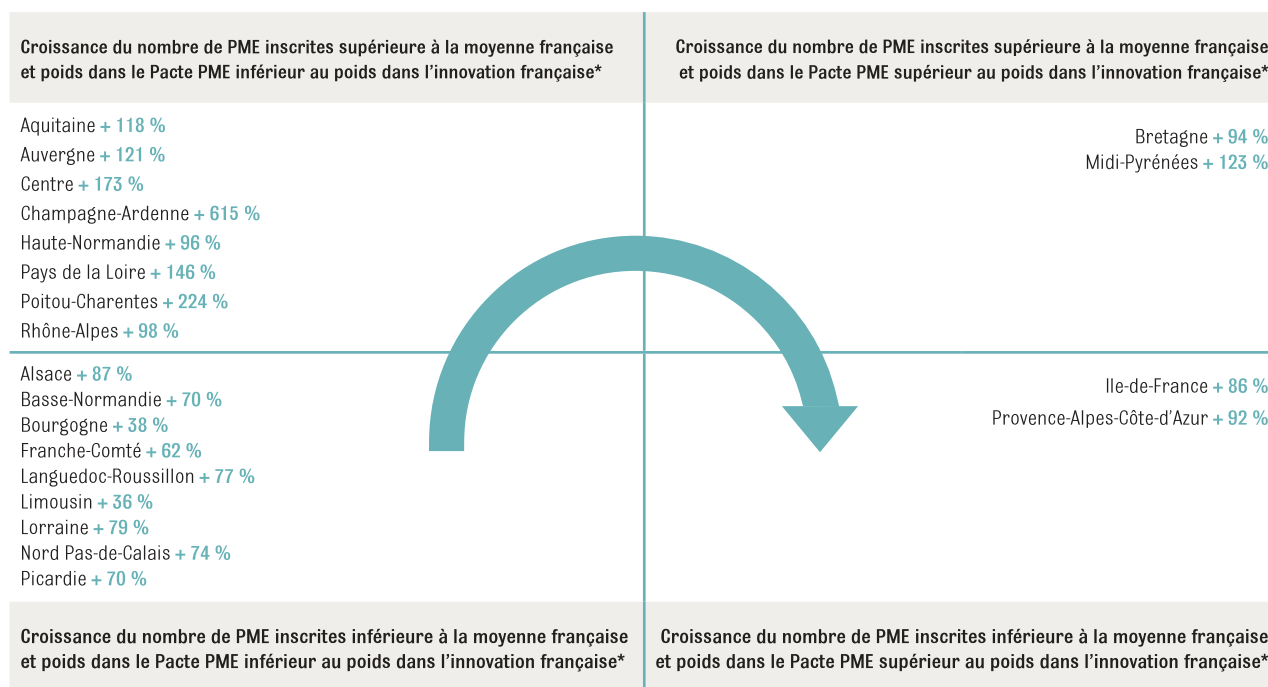 Croissance du nombre de PME inscrites supérieure à la moyenne française
et poids dans le Pacte PME inférieur au poids dans l'innovation française*
Croissance du nombre de PME inscrites supérieure à la moyenne française
et poids dans le Pacte PME supérieur au poids dans l'innovation française*
Aquitaine + 118 %
Auvergne + 121 %
Centre + 173 %
Champagne-Ardenne + 615 %
Haute-Normandie + 96 %
Pays de la Loire + 146 %
Poitou-Charentes + 224 %
Rhône-Alpes + 98 %
Bretagne + 94 %
Midi-Pyrénées + 123 %
Alsace + 87 %
Basse-Normandie + 70 %
Bourgogne + 38 %
Franche-Comté + 62 %
Languedoc-Roussillon + 77 %
Limousin + 36 %
Lorraine + 79 %
Nord Pas-de-Calais + 74 %
Picardie + 70 %
Ile-de-France + 86 %
Provence-Alpes-Côte-d'Azur + 92 %
Croissance du nombre de PME inscrites inférieure à la moyenne française
et poids dans le Pacte PME inférieur au poids dans l'innovation française*
Croissance du nombre de PME inscrites inférieure à la moyenne française
et poids dans le Pacte PME supérieur au poids dans l'innovation française*